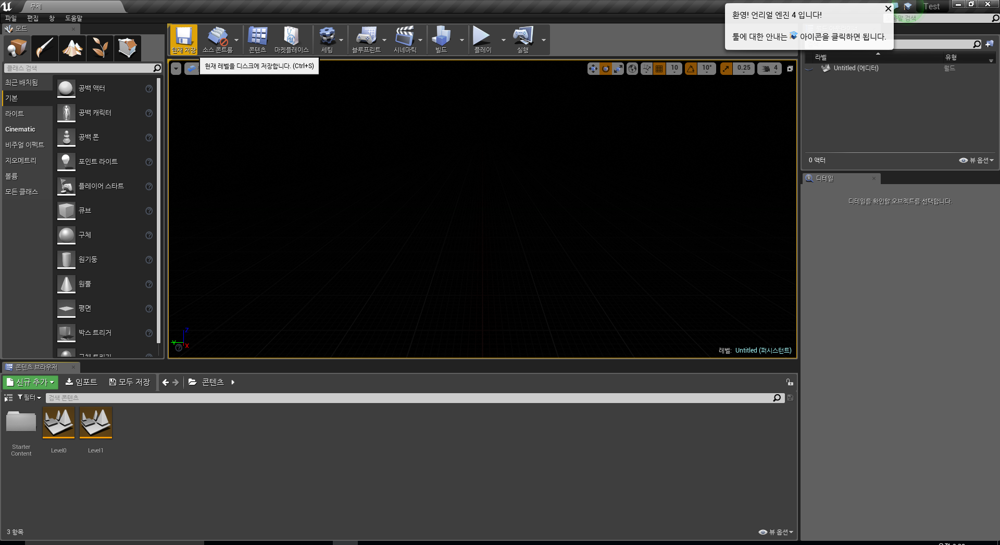 무제
Test
파일 편집 창 도움말
환영! 언리얼 엔진 4 입니다!
툴에 대한 안내는 아이콘을 클릭하면 됩니다.
모드
현재 저장 소스 콘트롤 콘텐츠 마켓플레이스 세팅 블루프린트 시네마틱 빌드 플레이 실행
현재 레벨을 디스크에 저장합니다. (Ctrl+S)
10 10° 0.25 4
클래스 검색
최근 배치됨
기본
라이트
Cinematic
비주얼 이펙트
지오메트리
볼륨
모든 클래스
공백 액터
공백 캐릭터
공백 폰
포인트 라이트
플레이어 스타트
큐브
구체
원기둥
원뿔
평면
박스 트리거
구체 트리거
Z
Y
X
레벨: Untitled (퍼시스턴트)
라벨 유형
Untitled (에디터) 월드
0 액터 뷰 옵션
디테일
디테일을 확인할 오브젝트를 선택합니다.
콘텐츠 브라우저
신규 추가 임포트 모두 저장 콘텐츠
필터 검색 콘텐츠
Starter
Content
Level0
Level1
3 항목 뷰 옵션